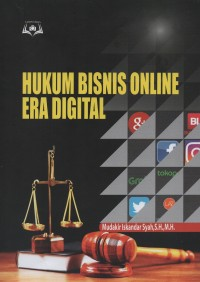 HUKUM BISNIS ONLINE
ERA DIGITAL
g+
f
tokop
Mudakir Iskandar Syah,S.H.,M.H.